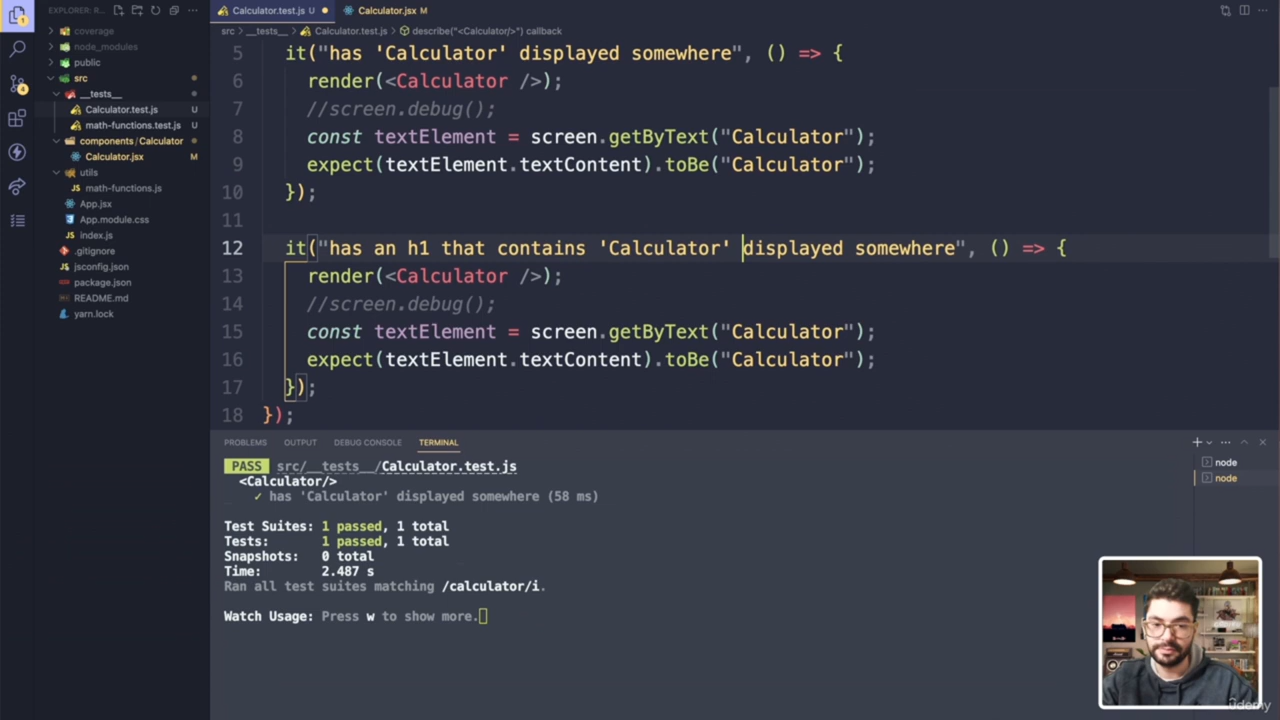 EXPLORER: R...
Calculator.test.js U
Calculator.jsx M
src > __tests__ > Calculator.test.js > describe("<Calculator/>") callback
coverage
node_modules
public
src
__tests__
Calculator.test.js U
math-functions.test.js U
components/Calculator
Calculator.jsx M
utils
math-functions.js
App.jsx
App.module.css
index.js
.gitignore
jsconfig.json
package.json
README.md
yarn.lock
1
4
5 it("has 'Calculator' displayed somewhere", () => {
6 render(<Calculator />);
7 //screen.debug();
8 const textElement = screen.getByText("Calculator");
9 expect(textElement.textContent).toBe("Calculator");
10 });
11
12 it("has an h1 that contains 'Calculator' displayed somewhere", () => {
13 render(<Calculator />);
14 //screen.debug();
15 const textElement = screen.getByText("Calculator");
16 expect(textElement.textContent).toBe("Calculator");
17 });
18 });
PROBLEMS OUTPUT DEBUG CONSOLE TERMINAL
PASS src/__tests__/Calculator.test.js
<Calculator/>
✓ has 'Calculator' displayed somewhere (58 ms)
Test Suites: 1 passed, 1 total
Tests: 1 passed, 1 total
Snapshots: 0 total
Time: 2.487 s
Ran all test suites matching /calculator/i.
Watch Usage: Press w to show more.
node
node
ûdemy